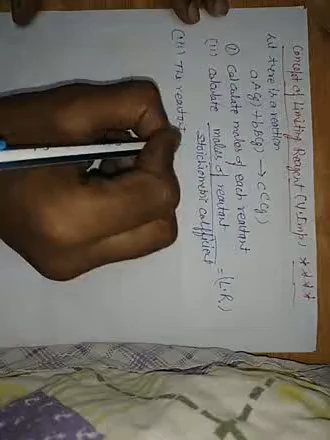 Concept of Limiting Reagent (V.Imp) ****
let there is a reaction
aA(g) + bB(g) → cC(g)
(i) calculate moles of each reactant
(ii) calculate moles of reactant / stoichiometric coefficient = (L.R.)
(iii) The reactant